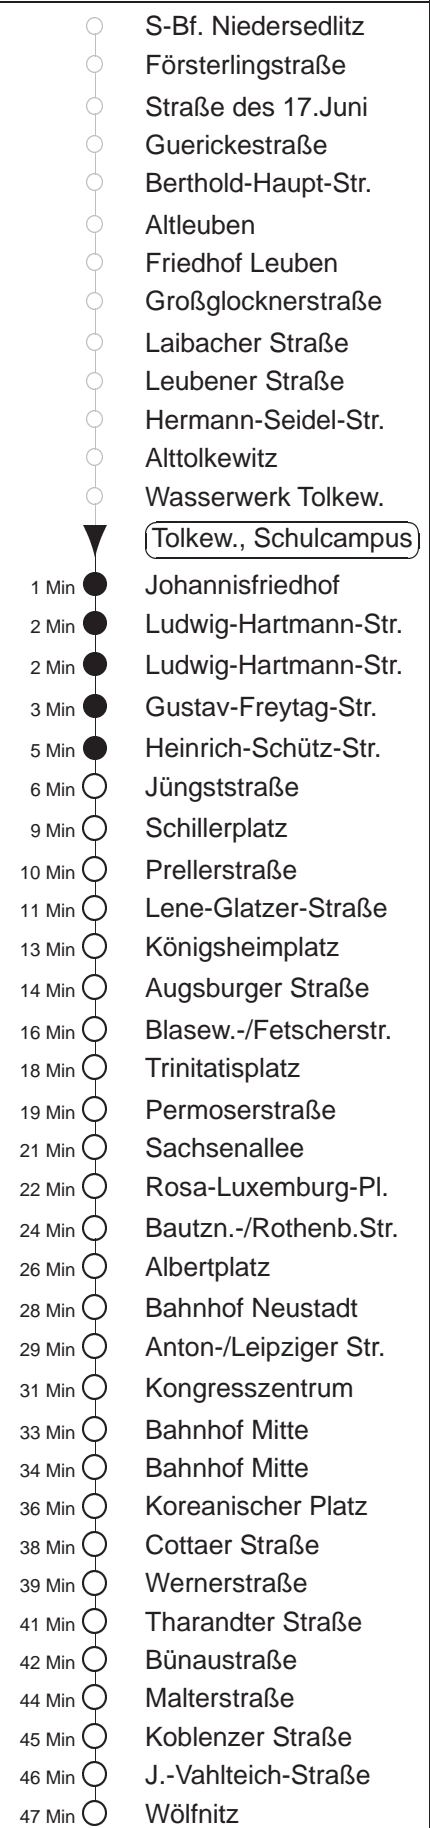 S-Bf. Niedersedlitz
Försterlingstraße
Straße des 17.Juni
Guerickestraße
Berthold-Haupt-Str.
Altleuben
Friedhof Leuben
Großglocknerstraße
Laibacher Straße
Leubener Straße
Hermann-Seidel-Str.
Alttolkewitz
Wasserwerk Tolkew.
Tolkew., Schulcampus
1 Min Johannisfriedhof
2 Min Ludwig-Hartmann-Str.
2 Min Ludwig-Hartmann-Str.
3 Min Gustav-Freytag-Str.
5 Min Heinrich-Schütz-Str.
6 Min Jüngststraße
9 Min Schillerplatz
10 Min Prellerstraße
11 Min Lene-Glatzer-Straße
13 Min Königsheimplatz
14 Min Augsburger Straße
16 Min Blasew.-/Fetscherstr.
18 Min Trinitatisplatz
19 Min Permoserstraße
21 Min Sachsenallee
22 Min Rosa-Luxemburg-Pl.
24 Min Bautzn.-/Rothenb.Str.
26 Min Albertplatz
28 Min Bahnhof Neustadt
29 Min Anton-/Leipziger Str.
31 Min Kongresszentrum
33 Min Bahnhof Mitte
34 Min Bahnhof Mitte
36 Min Koreanischer Platz
38 Min Cottaer Straße
39 Min Wernerstraße
41 Min Tharandter Straße
42 Min Bünaustraße
44 Min Malterstraße
45 Min Koblenzer Straße
46 Min J.-Vahlteich-Straße
47 Min Wölfnitz